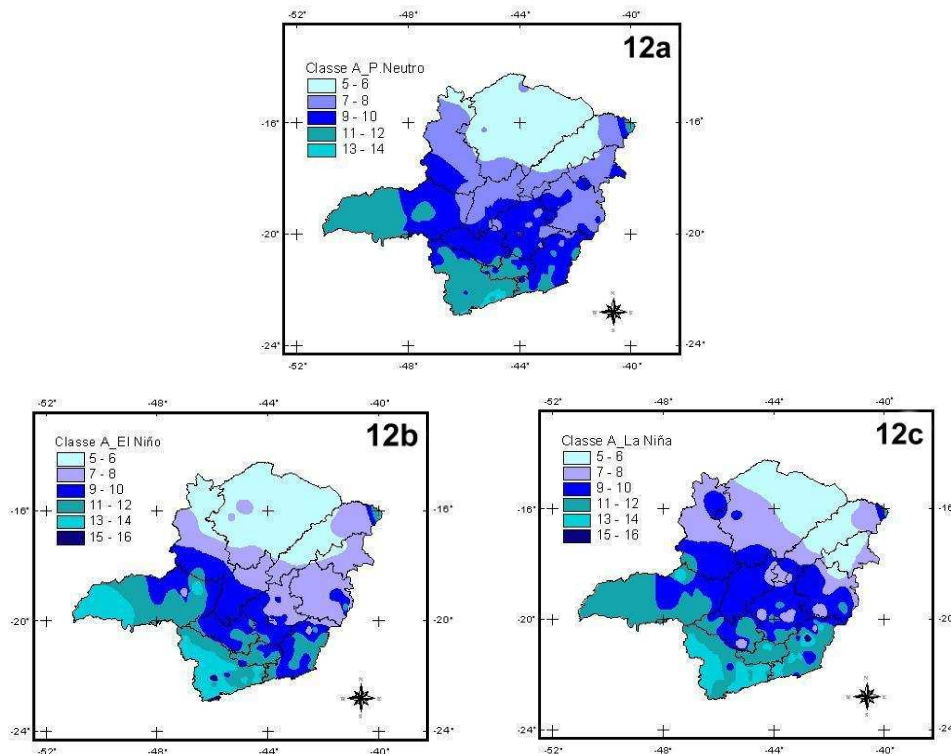 -52° -48° -44° -40°
12a
Classe A_P.Neutro
5 - 6
7 - 8
9 - 10
11 - 12
13 - 14
-16° -16°
-20° -20°
-24° -24°
-52° -48° -44° -40°
-52° -48° -44° -40°
12b
Classe A_El Niño
5 - 6
7 - 8
9 - 10
11 - 12
13 - 14
15 - 16
-16° -16°
-20° -20°
-24° -24°
-52° -48° -44° -40°
-52° -48° -44° -40°
12c
Classe A_La Niña
5 - 6
7 - 8
9 - 10
11 - 12
13 - 14
15 - 16
-16° -16°
-20° -20°
-24° -24°
-52° -48° -44° -40°